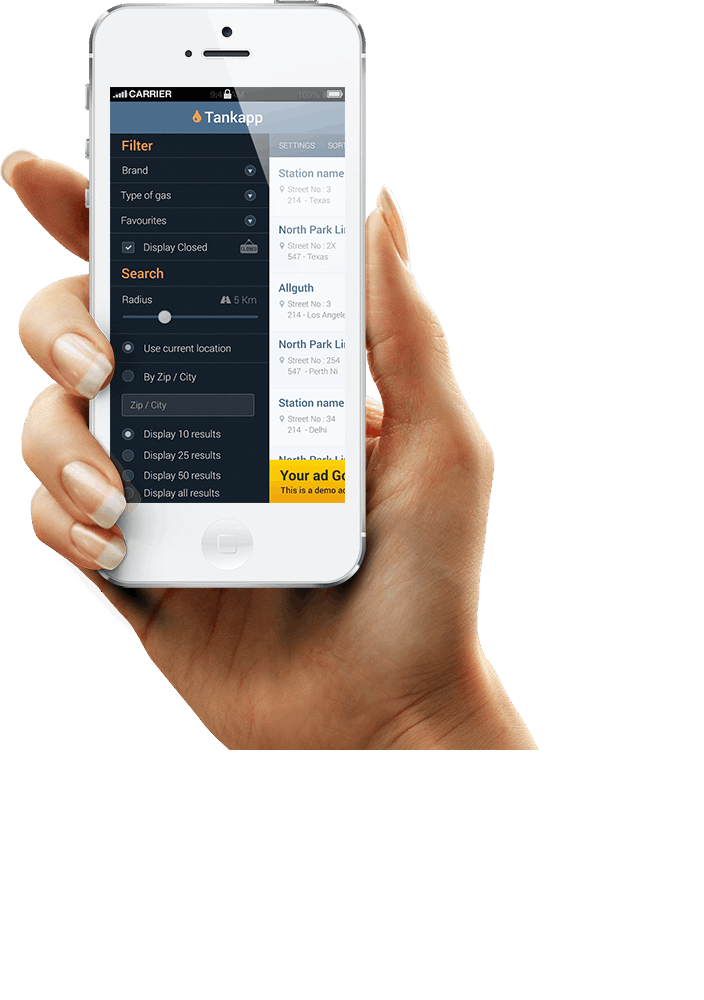 CARRIER 9:4 100%
Tankapp
Filter
Brand
Type of gas
Favourites
Display Closed
CLOSED
Search
Radius 5 Km
Use current location
By Zip / City
Zip / City
Display 10 results
Display 25 results
Display 50 results
Display all results
SETTINGS SORT
Station name
Street No : 3
214 - Texas
North Park Li
Street No : 2X
547 - Texas
Allguth
Street No : 3
214 - Los Angele
North Park Li
Street No : 254
547 - Perth Ni
Station name
Street No : 34
214 - Delhi
North Park Li
Your ad Go
This is a demo ad